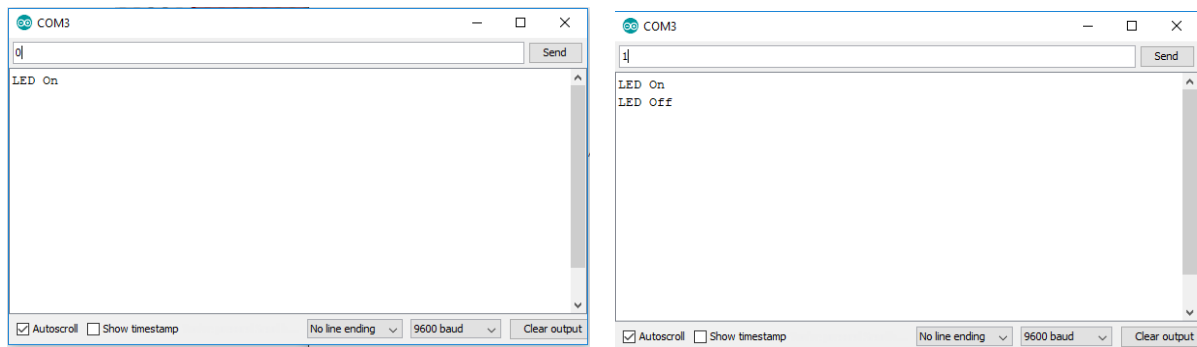 COM3
0
Send
LED On
Autoscroll Show timestamp No line ending 9600 baud Clear output
COM3
1
Send
LED On
LED Off
Autoscroll Show timestamp No line ending 9600 baud Clear output